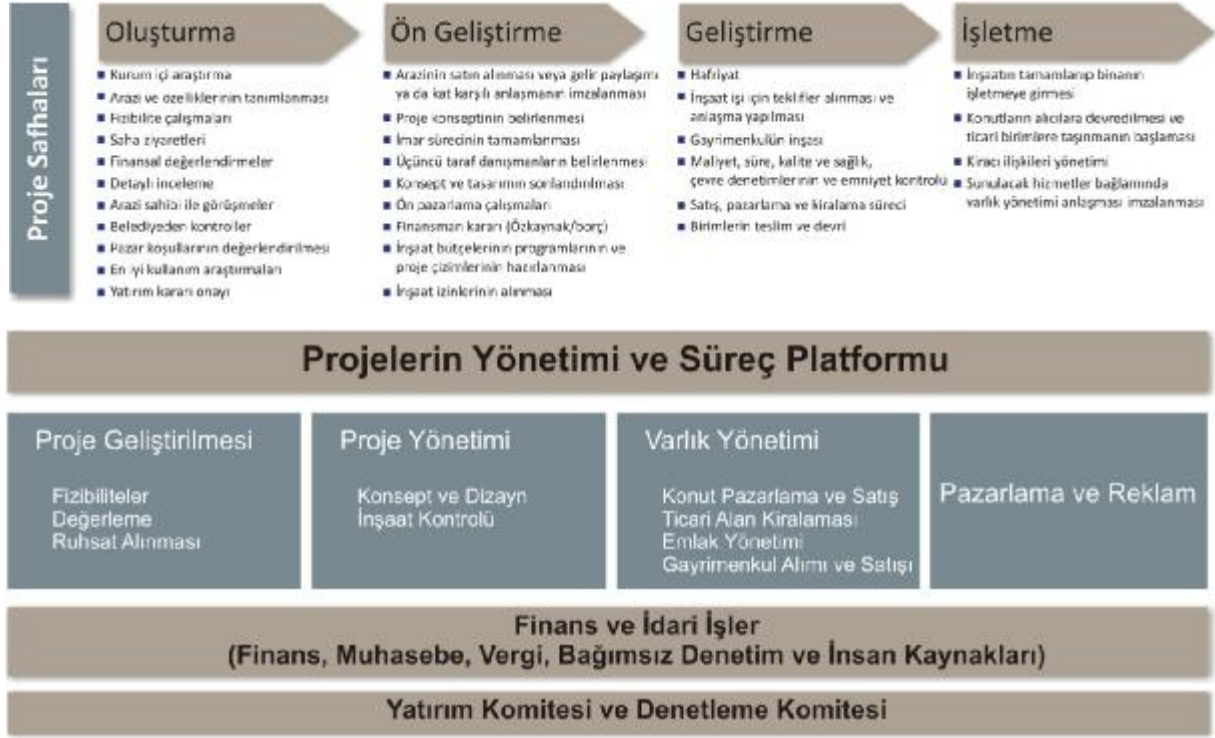 Proje Safhaları
Oluşturma
■ Kurum içi araştırma
■ Arazi ve özelliklerinin tanımlanması
■ Fizibilite çalışmaları
■ Saha ziyaretleri
■ Finansal değerlendirmeler
■ Detaylı inceleme
■ Arazi sahibi ile görüşmeler
■ Belediyeden kontroller
■ Pazar koşullarının değerlendirilmesi
■ En iyi kullanım araştırmaları
■ Yatırım kararı onayı
Ön Geliştirme
■ Arazinin satın alınması veya gelir paylaşımı
ya da kat karşılı anlaşmanın imzalanması
■ Proje konseptinin belirlenmesi
■ İmar sürecinin tamamlanması
■ Üçüncü taraf danışmanların belirlenmesi
■ Konsept ve tasarımın sonlandırılması
■ Ön pazarlama çalışmaları
■ Finansman kararı (Özkaynak/borç)
■ İnşaat bütçelerinin programlarının ve
proje çizimlerinin hazırlanması
■ İnşaat izinlerinin alınması
Geliştirme
■ Hafriyat
■ İnşaat işi için teklifler alınması ve
anlaşma yapılması
■ Gayrimenkulün inşası
■ Maliyet, süre, kalite ve sağlık,
çevre denetimlerinin ve emniyet kontrolü
■ Satış, pazarlama ve kiralama süreci
■ Birimlerin teslim ve devri
İşletme
■ İnşaatın tamamlanıp binanın
işletmeye girmesi
■ Konutların alıcılara devredilmesi ve
ticari birimlere taşınmanın başlaması
■ Kiracı ilişkileri yönetimi
■ Sunulacak hizmetler bağlamında
varlık yönetimi anlaşması imzalanması
Projelerin Yönetimi ve Süreç Platformu
Proje Geliştirilmesi
Fizibiliteler
Değerleme
Ruhsat Alınması
Proje Yönetimi
Konsept ve Dizayn
İnşaat Kontrolü
Varlık Yönetimi
Konut Pazarlama ve Satış
Ticari Alan Kiralaması
Emlak Yönetimi
Gayrimenkul Alımı ve Satışı
Pazarlama ve Reklam
Finans ve İdari İşler
(Finans, Muhasebe, Vergi, Bağımsız Denetim ve İnsan Kaynakları)
Yatırım Komitesi ve Denetleme Komitesi